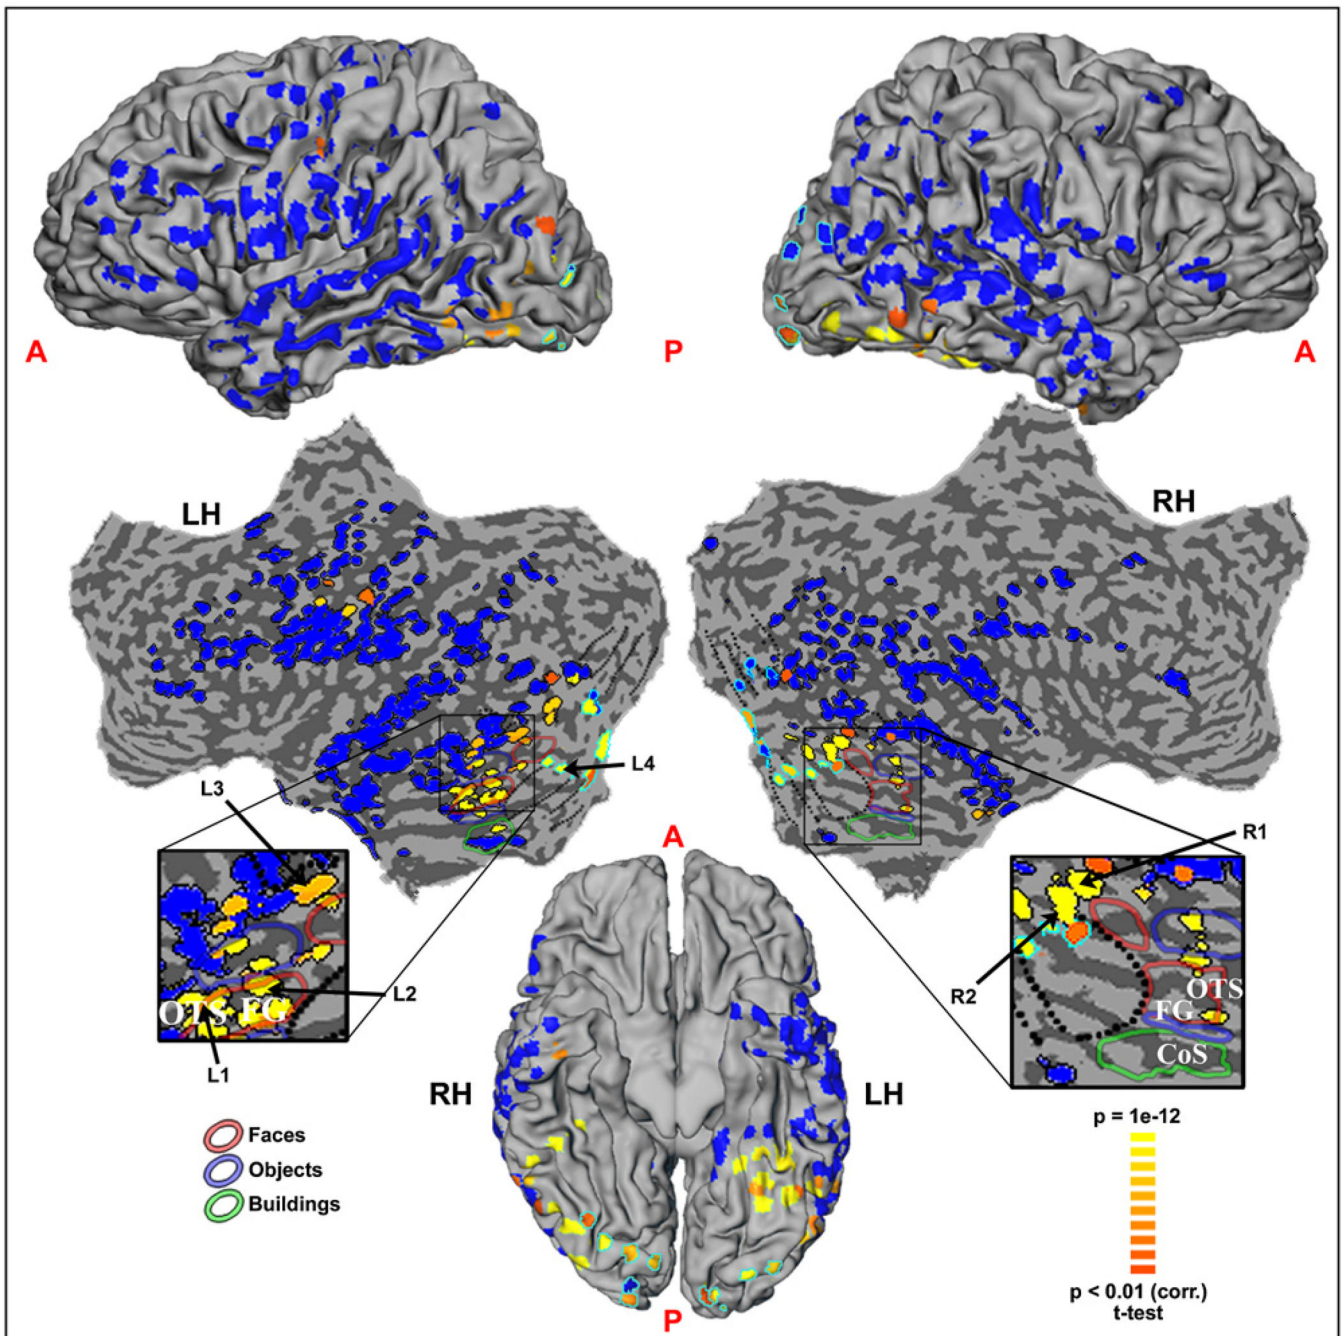 A
P
A
LH
RH
L4
L3
A
R1
L2
R2
OTS FG
OTS
FG
CoS
L1
RH
LH
p = 1e-12
Faces
Objects
Buildings
p < 0.01 (corr.)
t-test
P